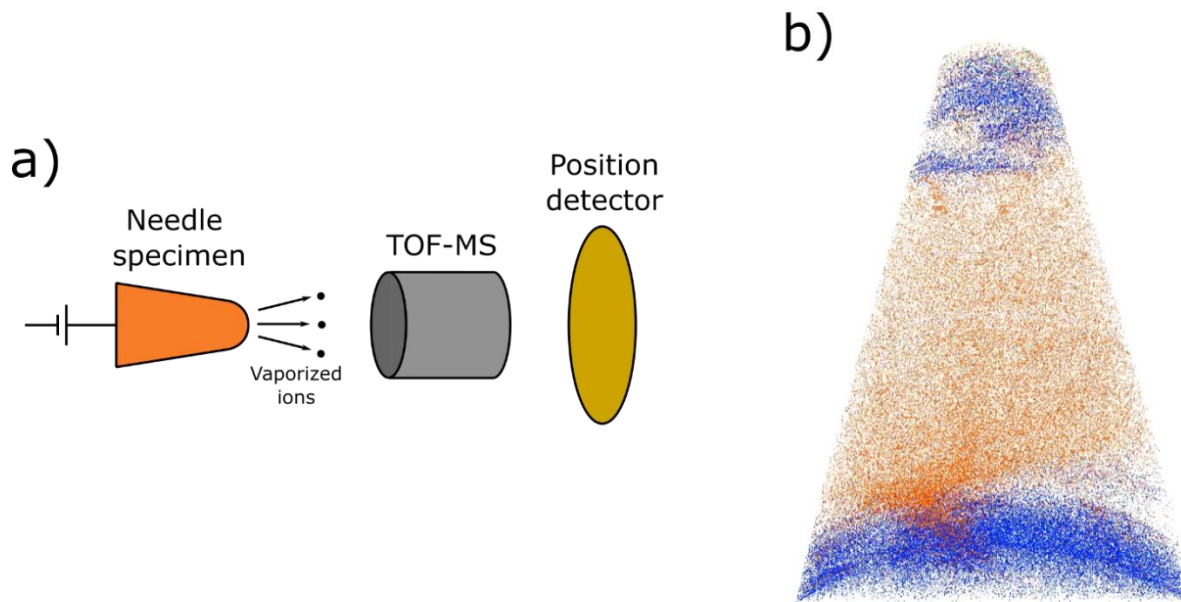 a)
Needle
specimen
Vaporized
ions
TOF-MS
Position
detector
b)